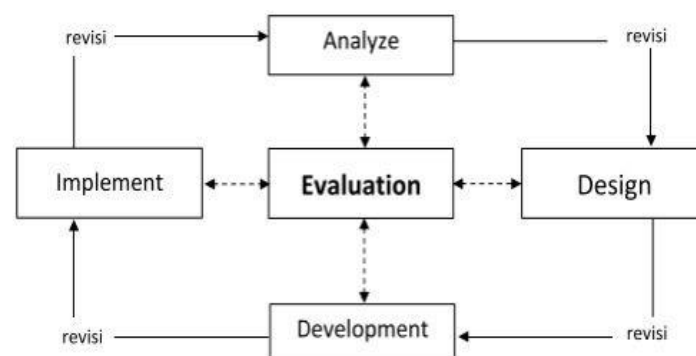 revisi
Analyze
revisi
Implement
Evaluation
Design
revisi
Development
revisi